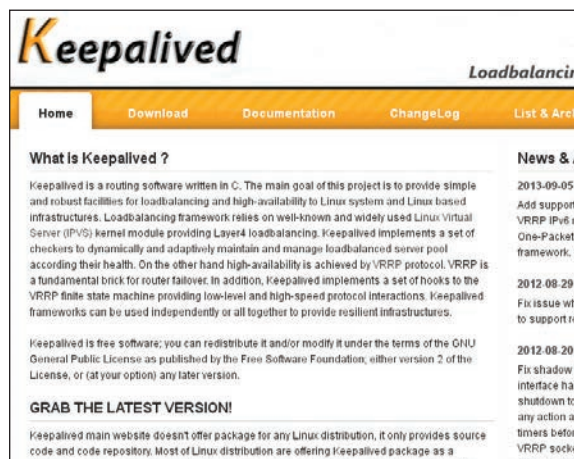 Keepalived
Loadbalancin
Home Download Documentation ChangeLog List & Arc
What is Keepalived ?
Keepalived is a routing software written in C. The main goal of this project is to provide simple
and robust facilities for loadbalancing and high-availability to Linux system and Linux based
infrastructures. Loadbalancing framework relies on well-known and widely used Linux Virtual
Server (IPVS) kernel module providing Layer4 loadbalancing. Keepalived implements a set of
checkers to dynamically and adaptively maintain and manage loadbalanced server pool
according their health. On the other hand high-availability is achieved by VRRP protocol. VRRP is
a fundamental brick for router failover. In addition, Keepalived implements a set of hooks to the
VRRP finite state machine providing low-level and high-speed protocol interactions. Keepalived
frameworks can be used independently or all together to provide resilient infrastructures.
Keepalived is free software; you can redistribute it and/or modify it under the terms of the GNU
General Public License as published by the Free Software Foundation; either version 2 of the
License, or (at your option) any later version.
GRAB THE LATEST VERSION!
Keepalived main website doesn't offer package for any Linux distribution, it only provides source
code and code repository. Most of Linux distribution are offering Keepalived package as a
News &
2013-09-05
Add support
VRRP IPv6
One-Packet
framework.
2012-08-29
Fix issue wh
to support r
2012-08-20
Fix shadow
interface ha
shutdown to
any action a
timers befor
VRRP socke